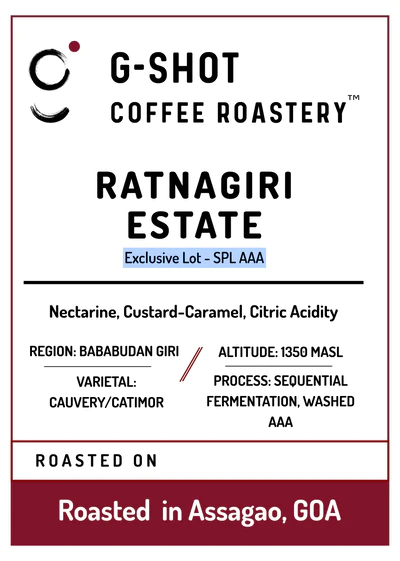 G-SHOT
COFFEE ROASTERY™
RATNAGIRI
ESTATE
Exclusive Lot - SPL AAA
Nectarine, Custard-Caramel, Citric Acidity
REGION: BABABUDAN GIRI
VARIETAL:
CAUVERY/CATIMOR
ALTITUDE: 1350 MASL
PROCESS: SEQUENTIAL
FERMENTATION, WASHED
AAA
ROASTED ON
Roasted in Assagao, GOA